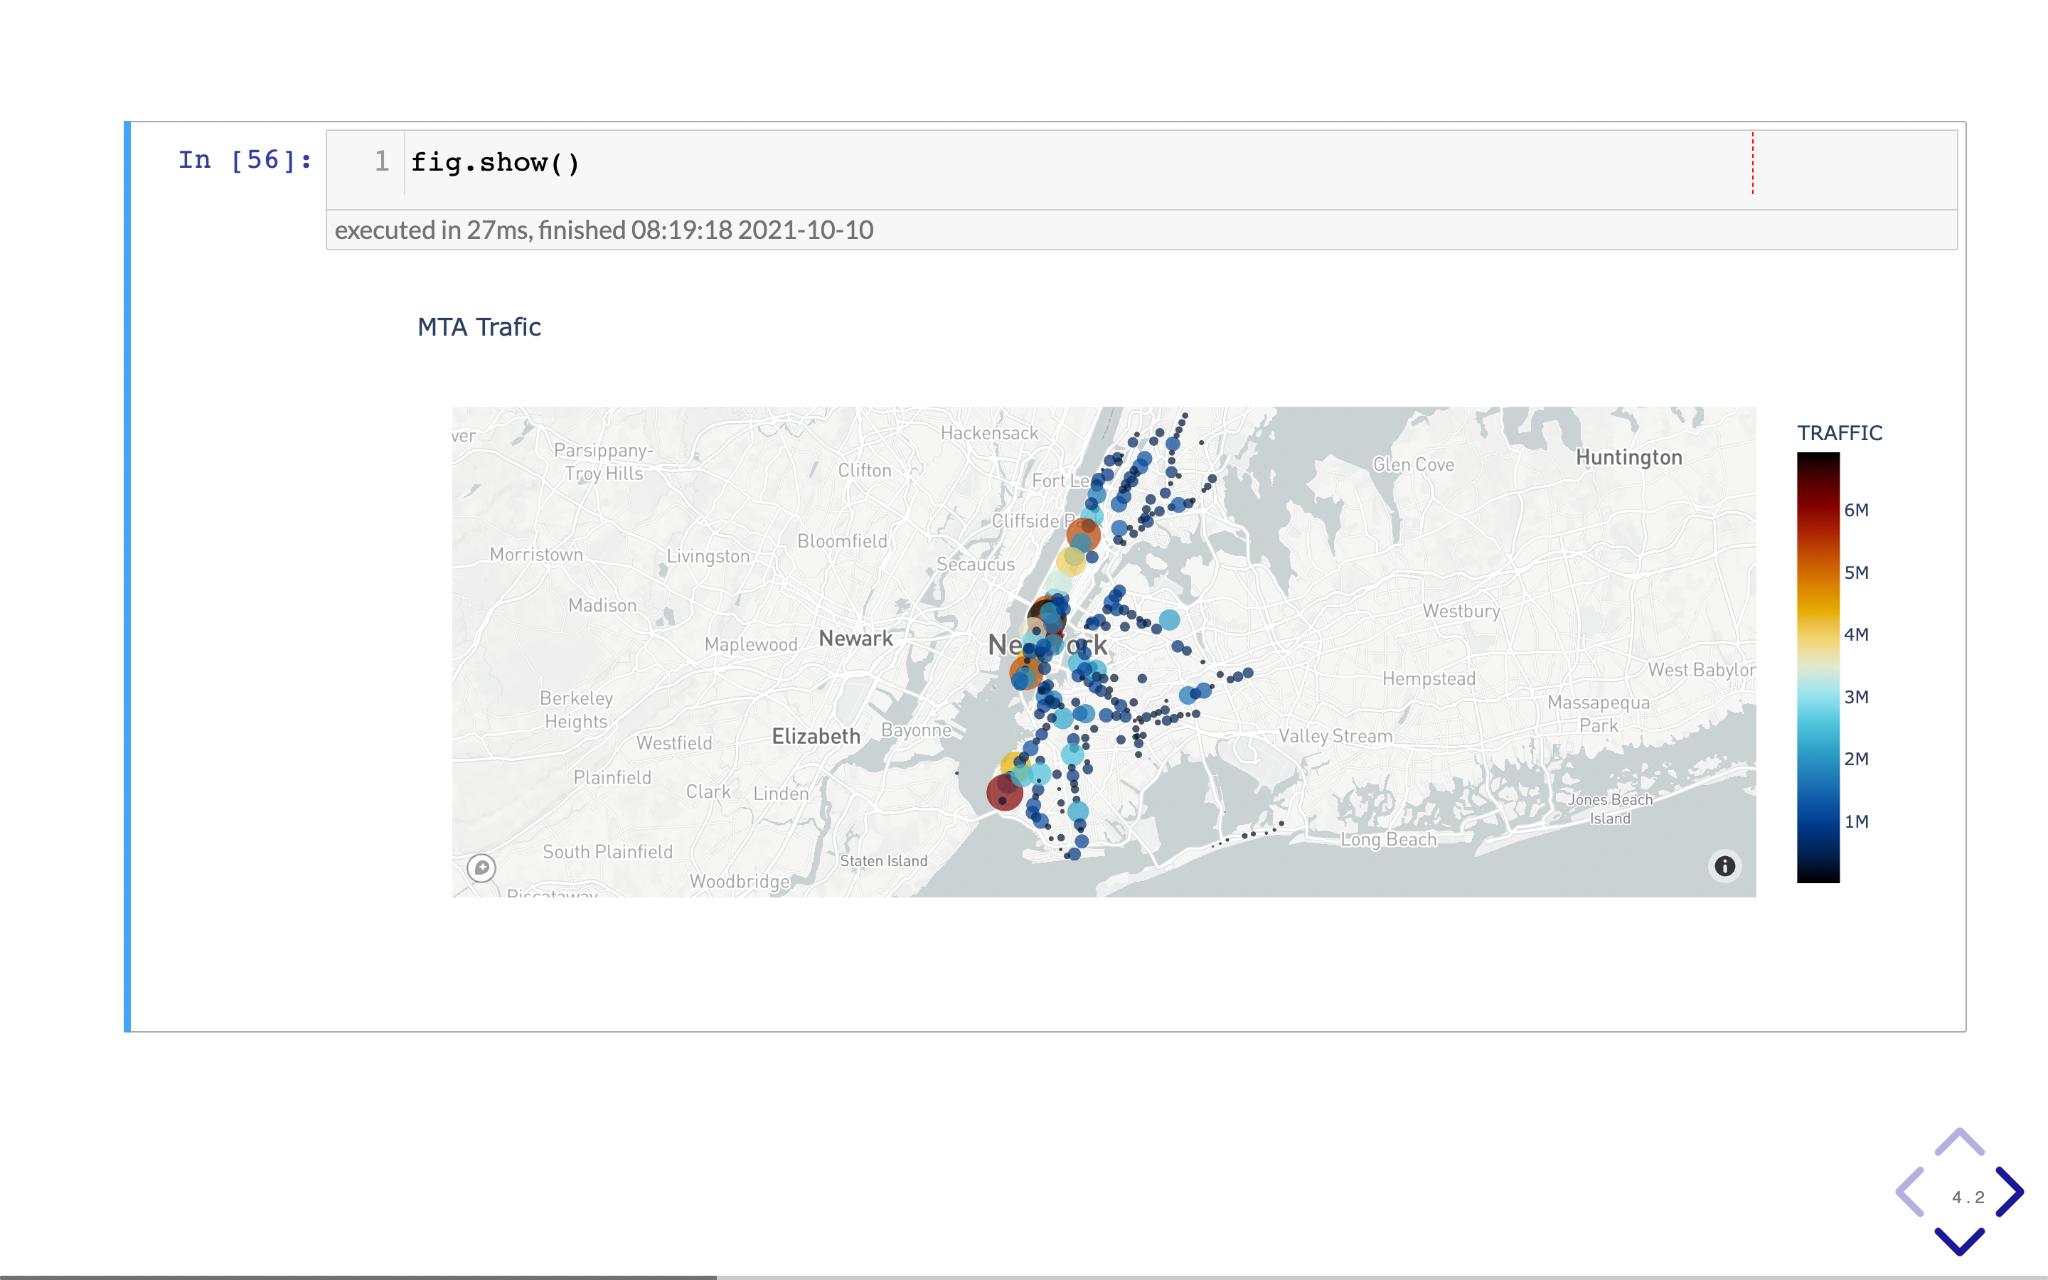 In [56]:
1
fig.show()
executed in 27ms, finished 08:19:18 2021-10-10
MTA Trafic
TRAFFIC
6M
5M
4M
3M
2M
1M
Parsippany-
Troy Hills
Hackensack
Clifton
Fort Le
Glen Cove
Huntington
Cliffside P
Bloomfield
Morristown
Livingston
Secaucus
Madison
Westbury
Maplewood
Newark
Ne ork
West Babylon
Hempstead
Berkeley
Heights
Massapequa
Park
Westfield
Elizabeth
Bayonne
Valley Stream
Plainfield
Clark
Linden
Jones Beach
Island
Long Beach
South Plainfield
Staten Island
Woodbridge
Piscataway
4.2